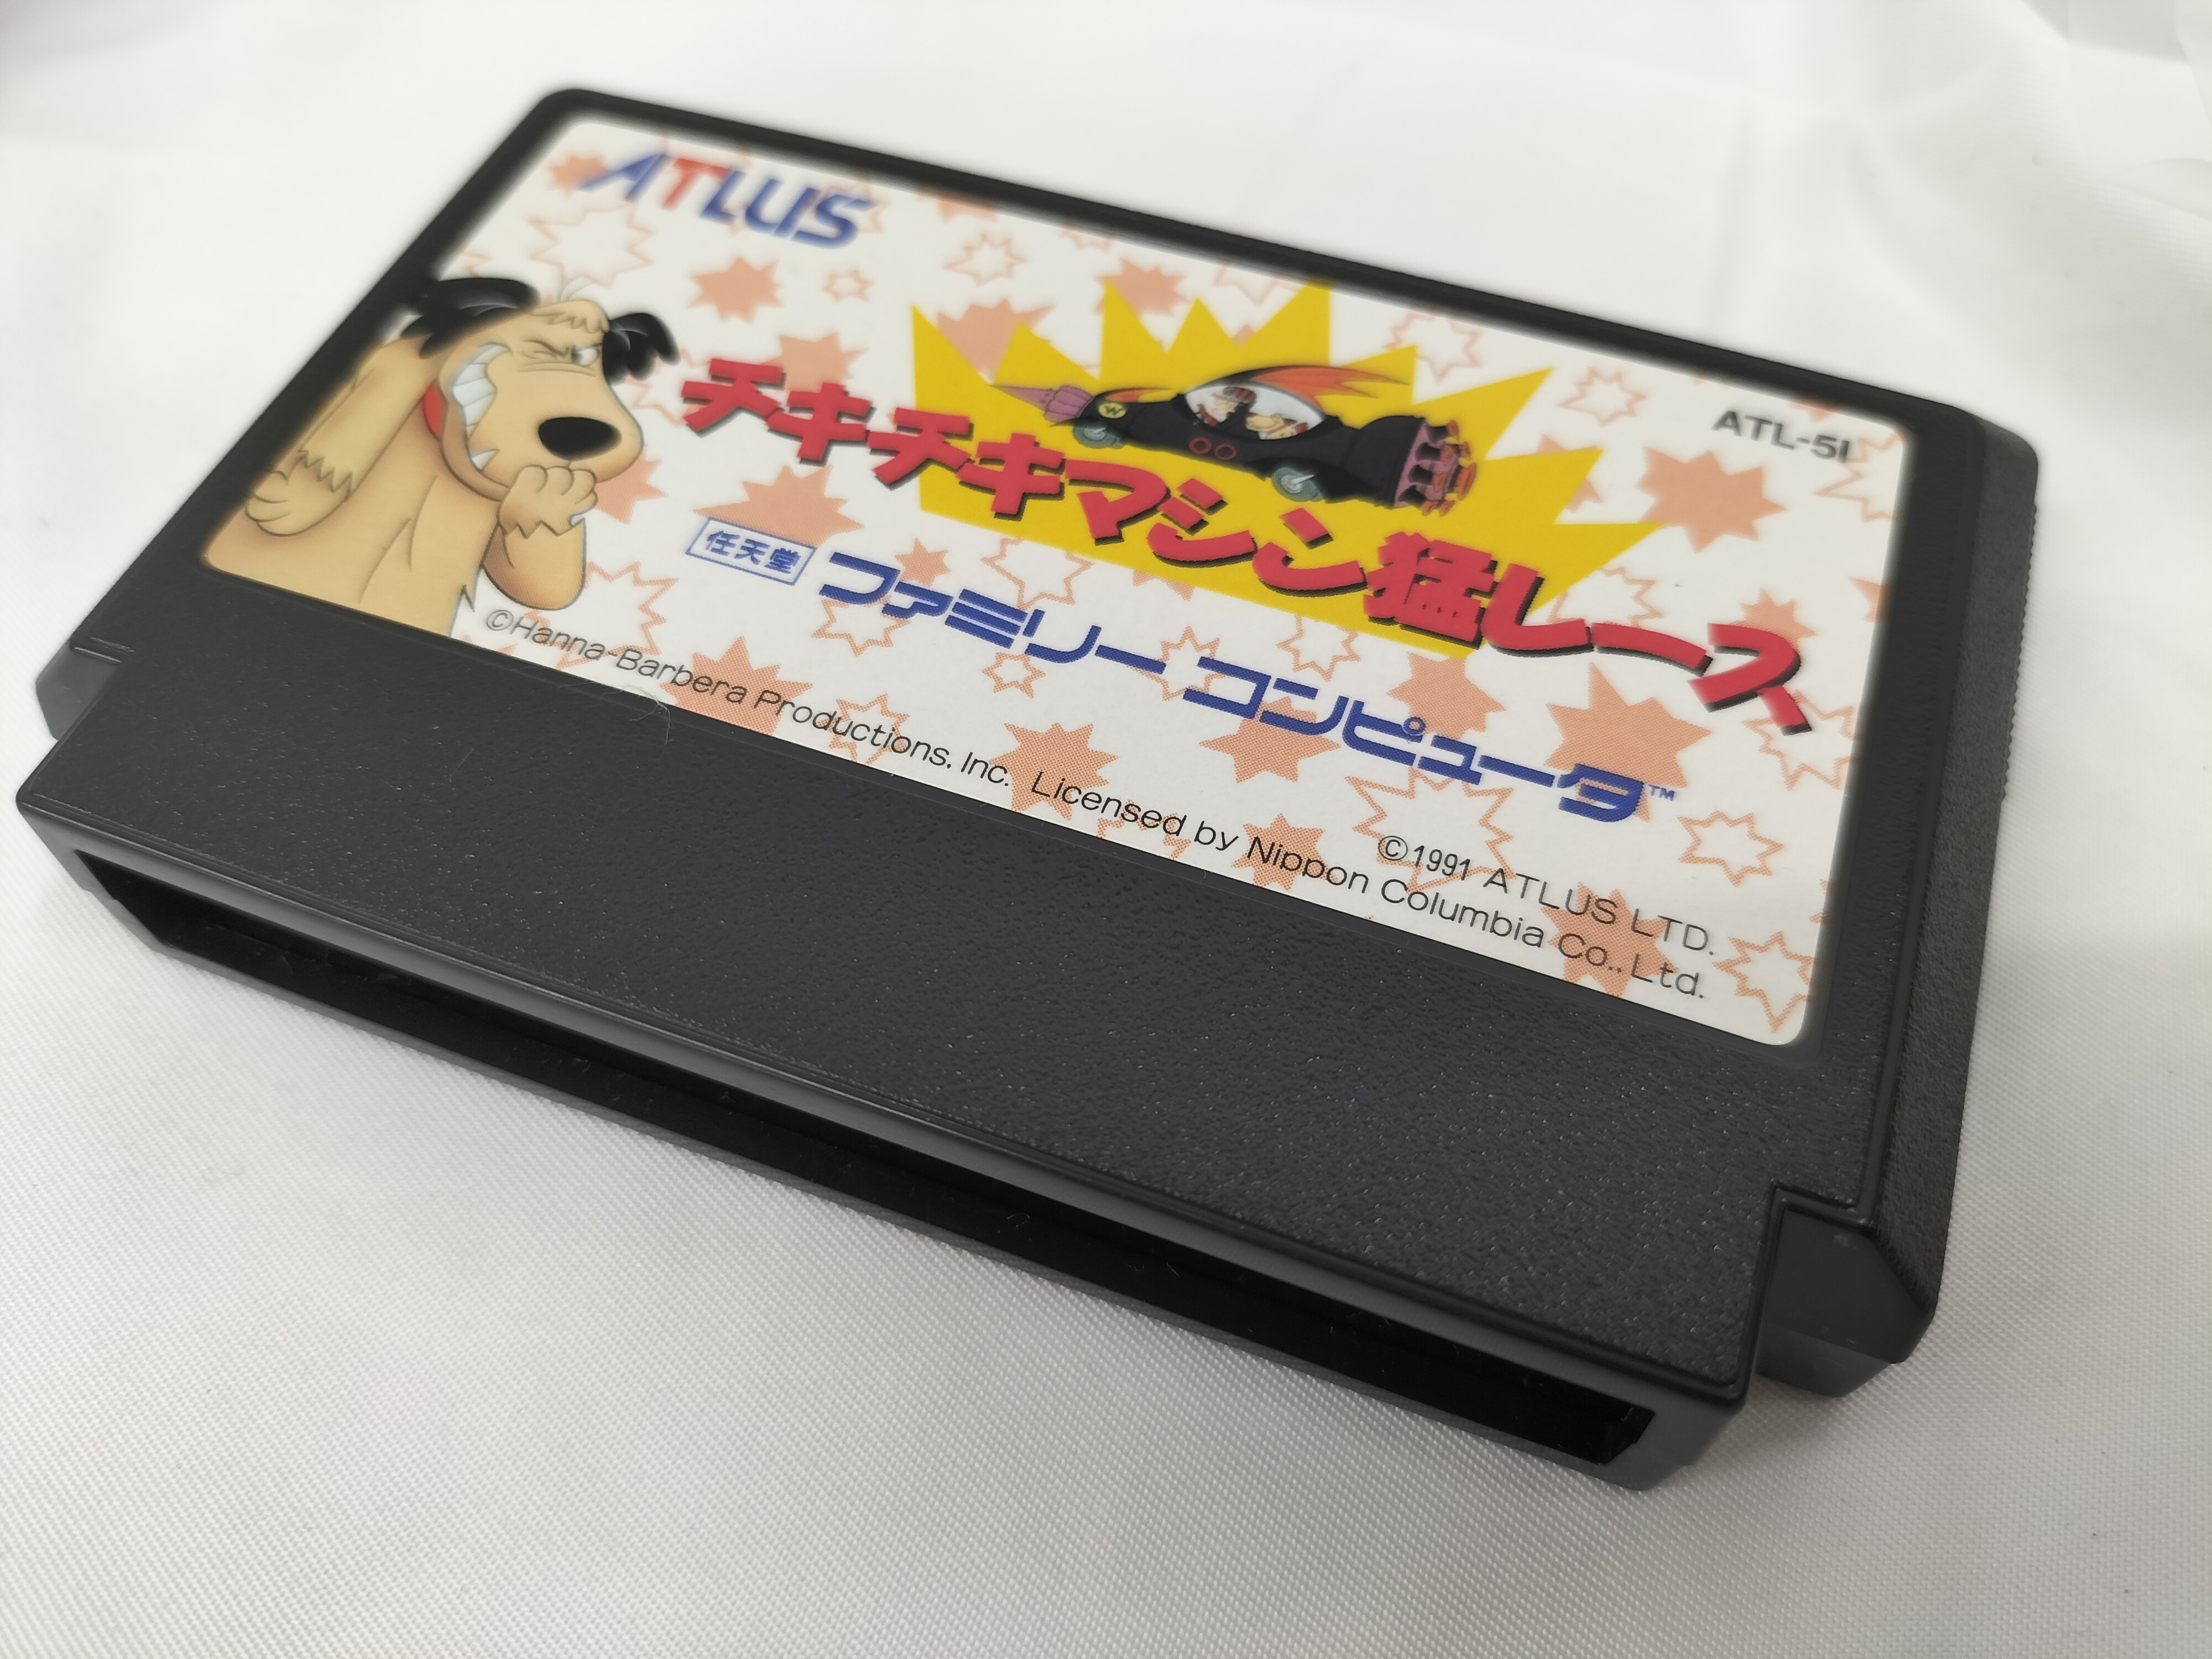 ATLUS
ATL-5I
チキチキマシン猛レース
任天堂 ファミリーコンピュータ™
©1991 ATLUS LTD.
©Hanna-Barbera Productions, Inc. Licensed by Nippon Columbia Co., Ltd.